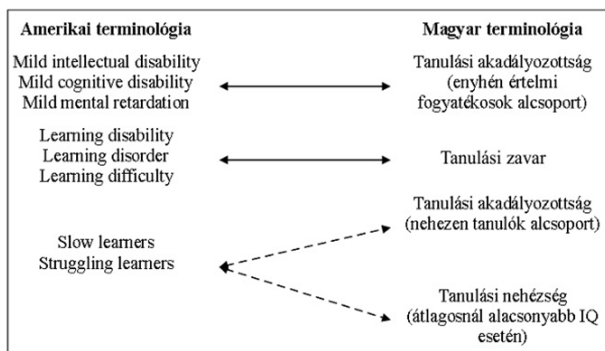 Amerikai terminológia
Magyar terminológia
Mild intellectual disability
Mild cognitive disability
Mild mental retardation
Tanulási akadályozottság
(enyhén értelmi
fogyatékosok alcsoport)
Learning disability
Learning disorder
Learning difficulty
Tanulási zavar
Tanulási akadályozottság
(nehezen tanulók alcsoport)
Slow learners
Struggling learners
Tanulási nehézség
(átlagosnál alacsonyabb IQ
esetén)